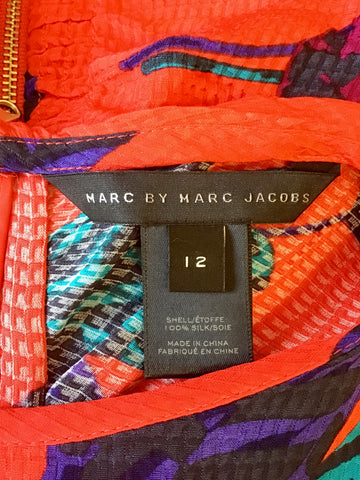 MARC BY MARC JACOBS
12
SHELL/ÉTOFFE:
100% SILK/SOIE
MADE IN CHINA
FABRIQUÉ EN CHINE